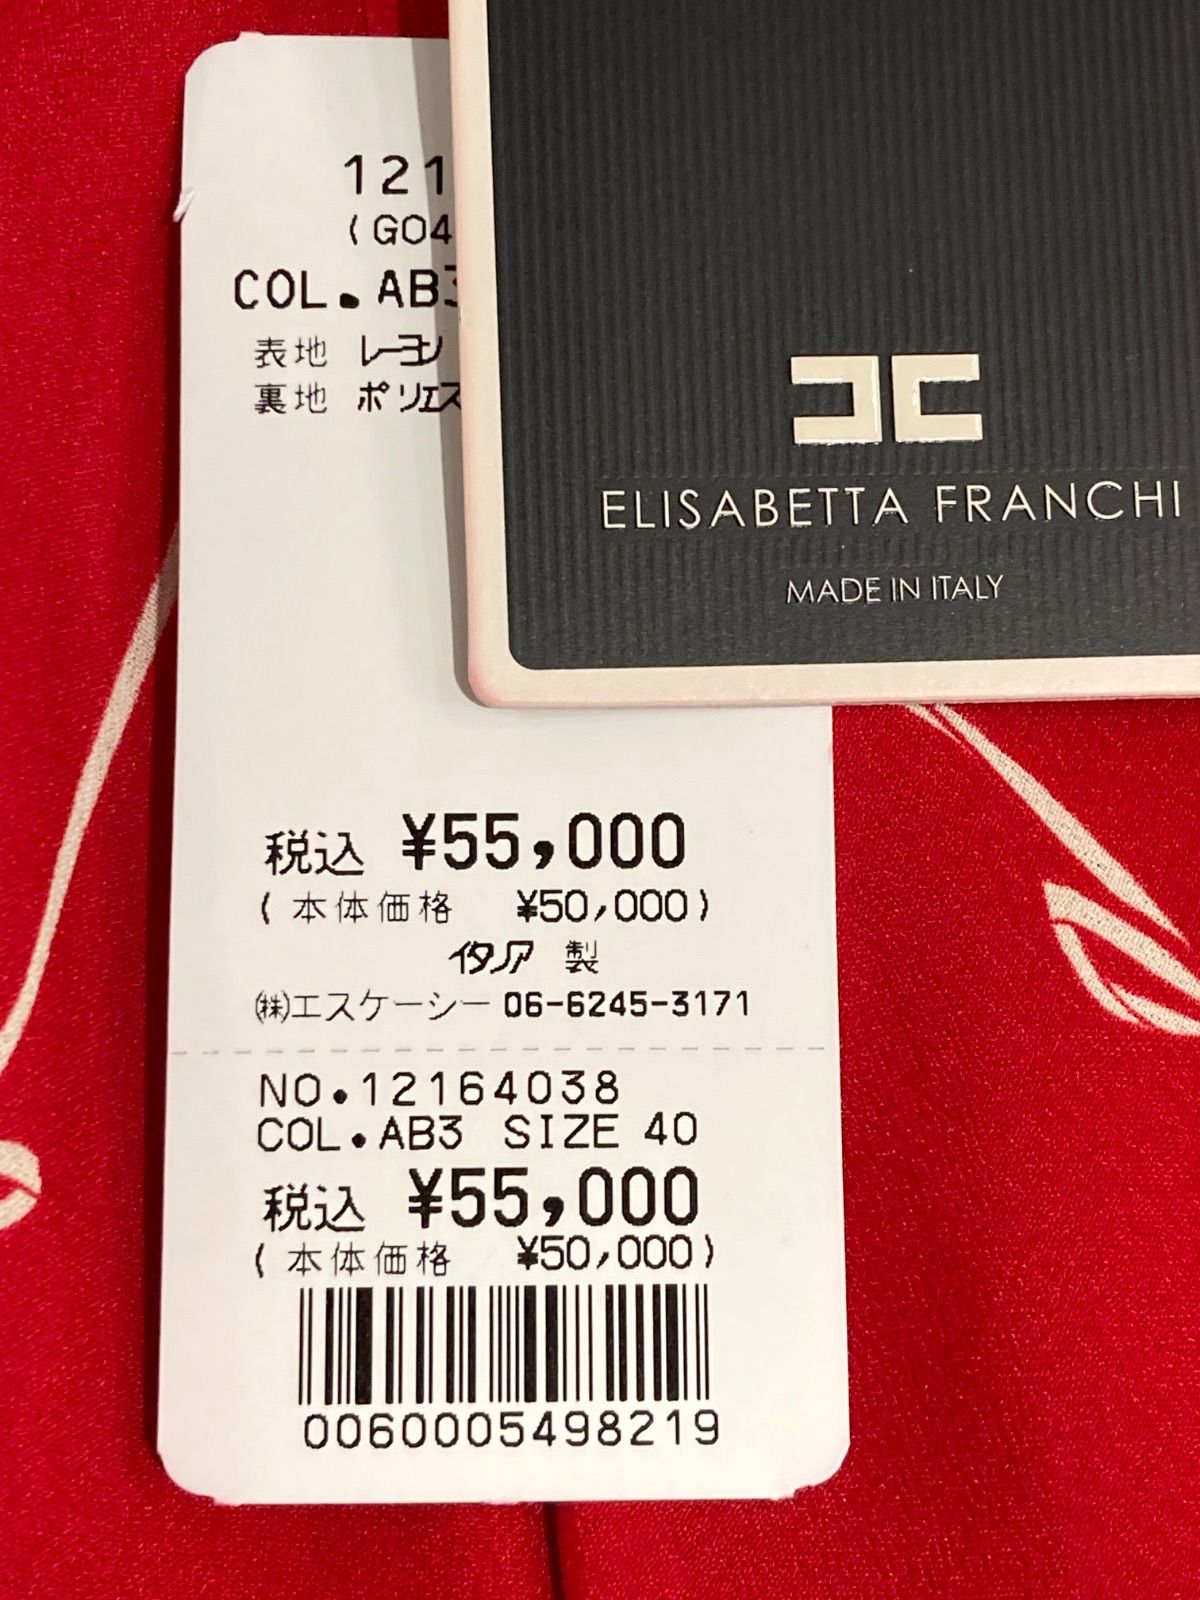 121
(G04
COL.AB3
表地 レーヨン
裏地 ポリエス
税込 ¥55,000
(本体価格 ¥50,000)
イタリア 製
㈱エスケーシー 06-6245-3171
NO.12164038
COL.AB3 SIZE 40
税込 ¥55,000
(本体価格 ¥50,000)
0060005498219
ELISABETTA FRANCHI
MADE IN ITALY